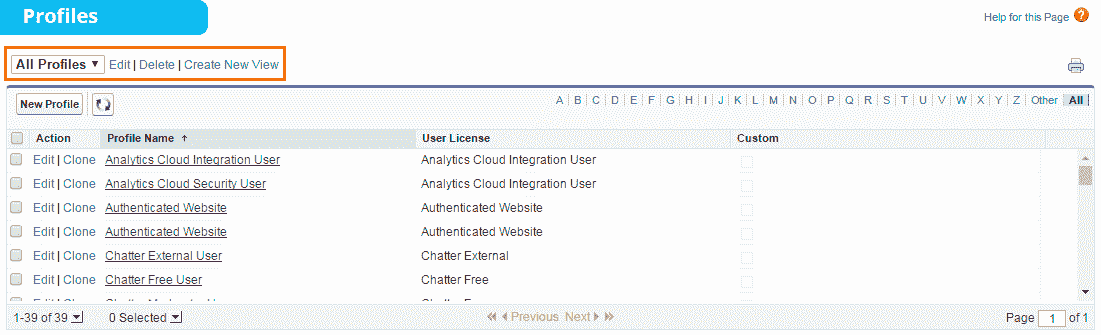 Profiles
Help for this Page ?
All Profiles ▼ Edit | Delete | Create New View
New Profile A | B | C | D | E | F | G | H | I | J | K | L | M | N | O | P | Q | R | S | T | U | V | W | X | Y | Z | Other All
Action Profile Name ↑ User License Custom
Edit | Clone Analytics Cloud Integration User Analytics Cloud Integration User
Edit | Clone Analytics Cloud Security User Analytics Cloud Integration User
Edit | Clone Authenticated Website Authenticated Website
Edit | Clone Authenticated Website Authenticated Website
Edit | Clone Chatter External User Chatter External
Edit | Clone Chatter Free User Chatter Free
1-39 of 39 0 Selected Previous Next Page 1 of 1